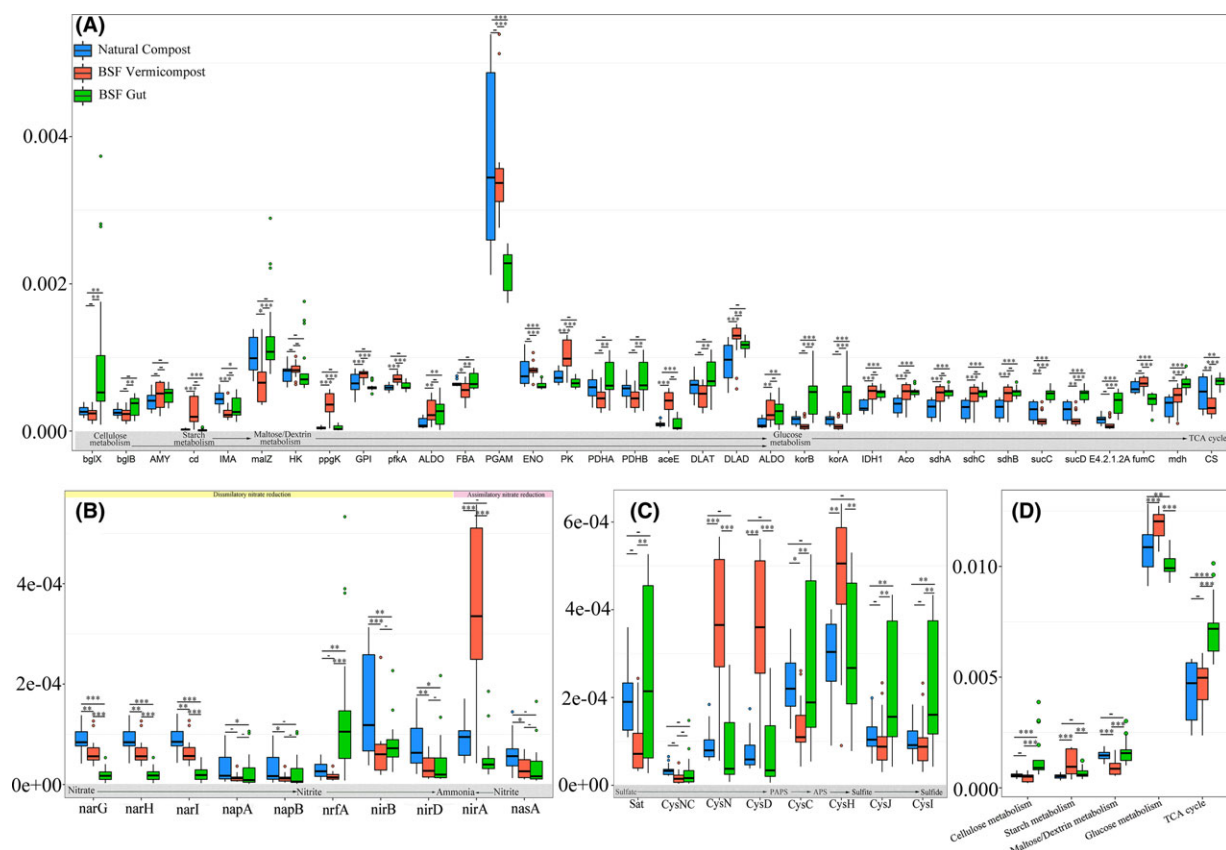 (A)
Natural Compost
BSF Vermicompost
BSF Gut
0.004
0.002
0.000
Cellulose metabolism
Starch metabolism
Maltose/Dextrin metabolism
Glucose metabolism
TCA cycle
bglX bglB AMY cd IMA malZ HK ppgK GPI pfkA ALDO FBA PGAM ENO PK PDHA PDHB aceE DLAT DLAD ALDO korB korA IDH1 Aco sdhA sdhC sdhB sucC sucD E4.2.1.2A fumC mdh CS
Dissimilatory nitrate reduction Assimilatory nitrate reduction
(B)
4e-04
2e-04
0e+00
Nitrate Nitrite Ammonia Nitrite
narG narH narI napA napB nrfA nirB nirD nirA nasA
(C)
6e-04
4e-04
2e-04
0e+00
Sulfate PAPS APS Sulfite Sulfide
Sat CysNC CysN CysD CysC CysH CysJ CysI
(D)
0.010
0.005
0.000
Cellulose metabolism
Starch metabolism
Maltose/Dextrin metabolism
Glucose metabolism
TCA cycle